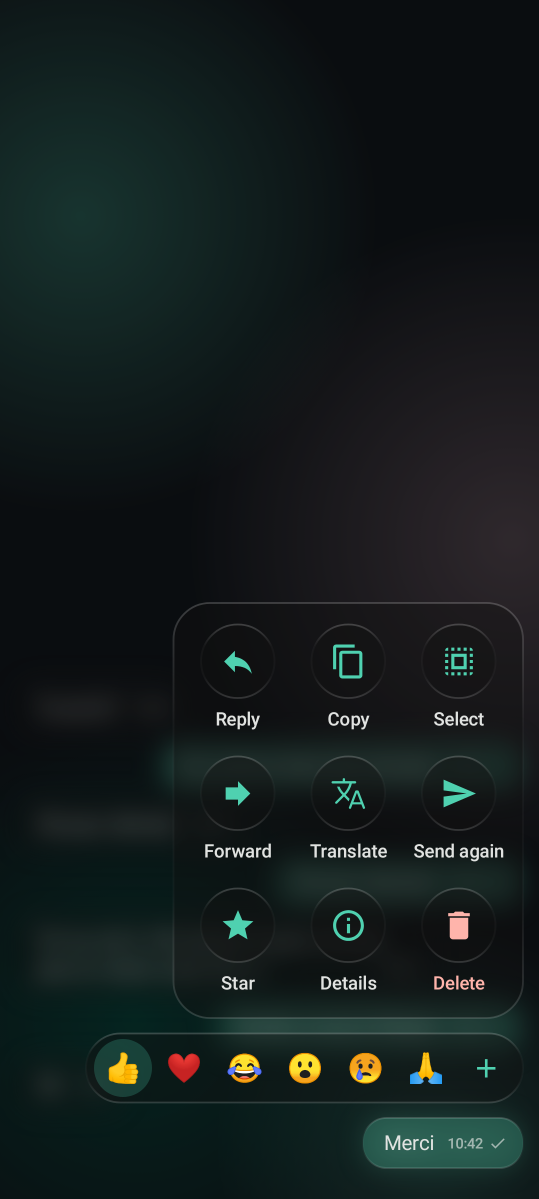 Reply Copy Select
Forward Translate Send again
Star Details Delete
Merci 10:42